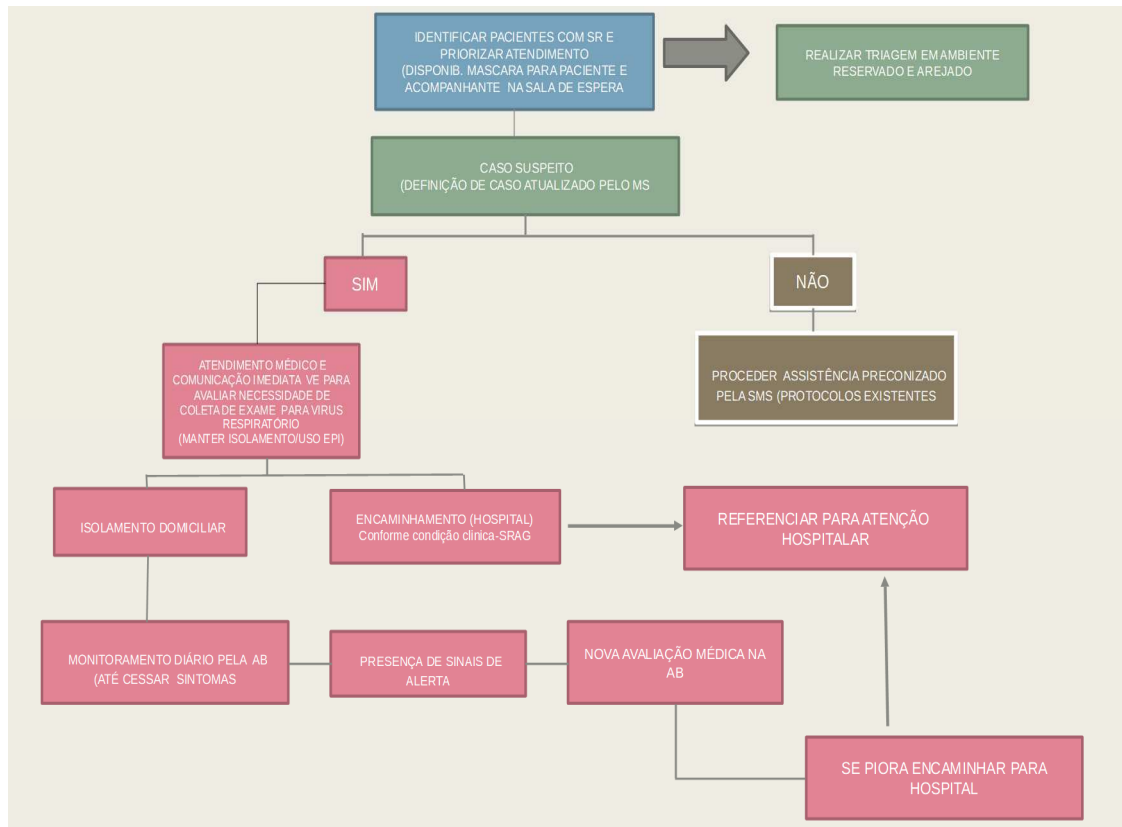 IDENTIFICAR PACIENTES COM SR E
PRIORIZAR ATENDIMENTO
(DISPONIB. MASCARA PARA PACIENTE E
ACOMPANHANTE NA SALA DE ESPERA
REALIZAR TRIAGEM EM AMBIENTE
RESERVADO E AREJADO
CASO SUSPEITO
(DEFINIÇÃO DE CASO ATUALIZADO PELO MS
SIM
NÃO
ATENDIMENTO MÉDICO E
COMUNICAÇÃO IMEDIATA VE PARA
AVALIAR NECESSIDADE DE
COLETA DE EXAME PARA VIRUS
RESPIRATÓRIO
(MANTER ISOLAMENTO/USO EPI)
PROCEDER ASSISTÊNCIA PRECONIZADO
PELA SMS (PROTOCOLOS EXISTENTES
ISOLAMENTO DOMICILIAR
ENCAMINHAMENTO (HOSPITAL)
Conforme condição clinica-SRAG
REFERENCIAR PARA ATENÇÃO
HOSPITALAR
MONITORAMENTO DIÁRIO PELA AB
(ATÉ CESSAR SINTOMAS
PRESENÇA DE SINAIS DE
ALERTA
NOVA AVALIAÇÃO MÉDICA NA
AB
SE PIORA ENCAMINHAR PARA
HOSPITAL